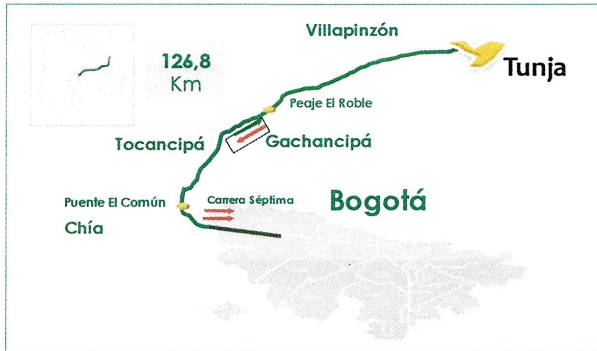 Villapinzón
126,8
Km
Tunja
Peaje El Roble
Tocancipá
Gachancipá
Puente El Común
Carrera Séptima
Bogotá
Chía